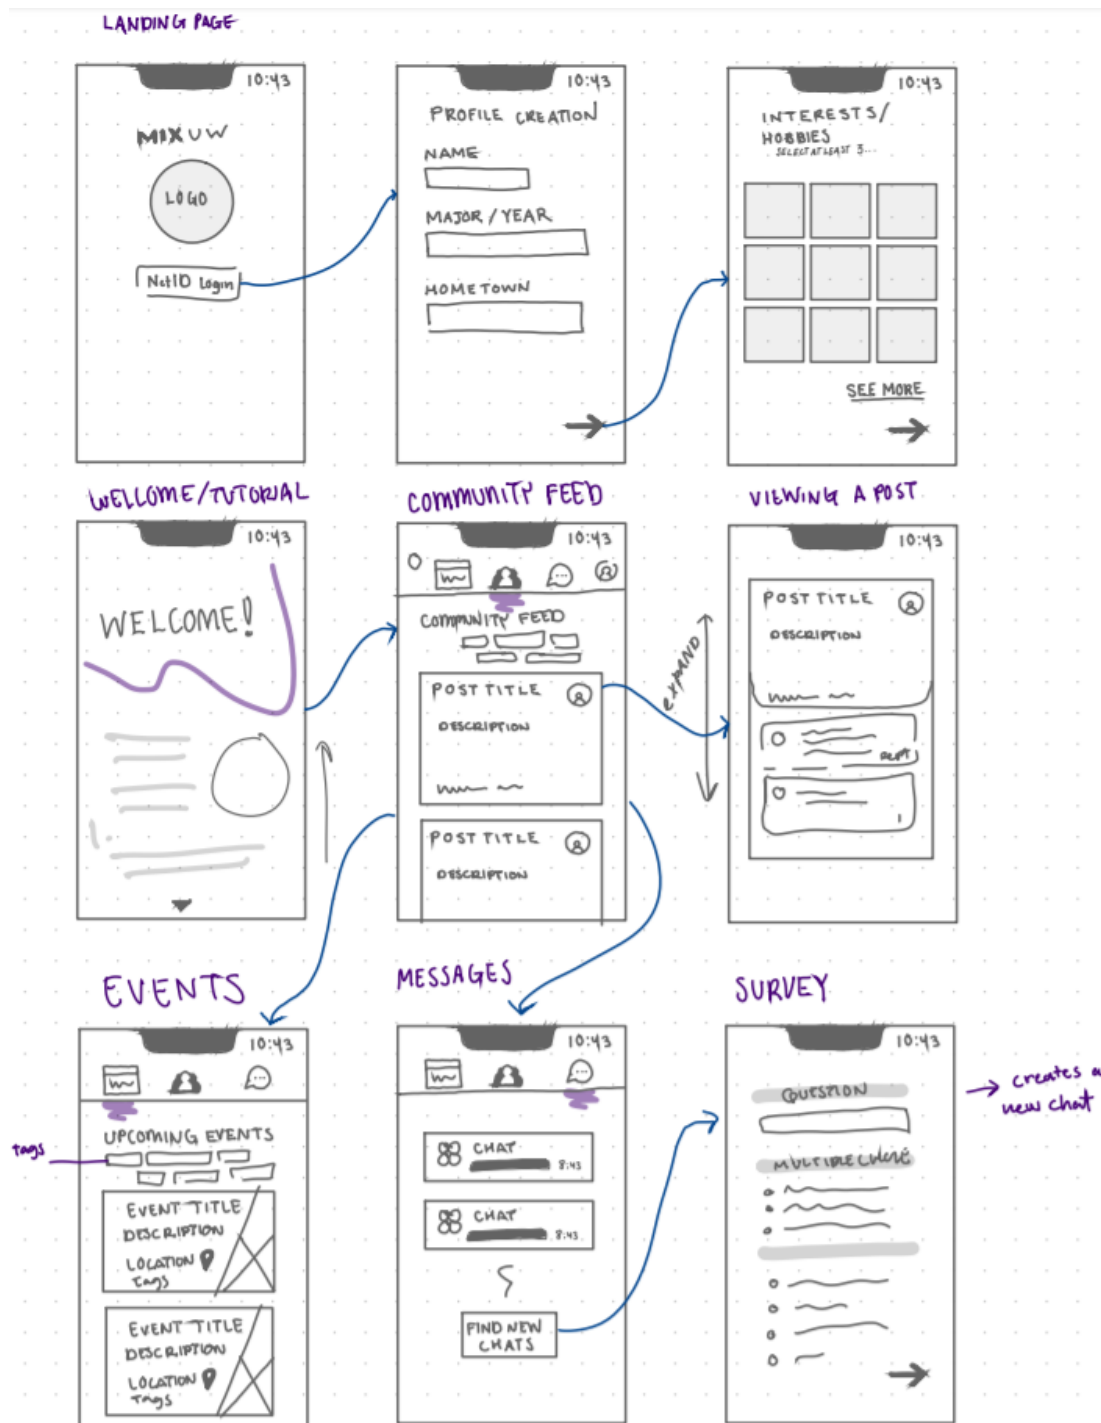 LANDING PAGE
10:43
MIXUW
LOGO
NetID Login
10:43
PROFILE CREATION
NAME
MAJOR / YEAR
HOMETOWN
10:43
INTERESTS/
HOBBIES
SELECT AT LEAST 3...
SEE MORE
WELCOME/TUTORIAL
10:43
WELCOME!
COMMUNITY FEED
10:43
COMMUNITY FEED
POST TITLE
DESCRIPTION
POST TITLE
DESCRIPTION
VIEWING A POST
10:43
expand
POST TITLE
DESCRIPTION
EVENTS
10:43
UPCOMING EVENTS
tags
EVENT TITLE
DESCRIPTION
LOCATION
Tags
EVENT TITLE
DESCRIPTION
LOCATION
Tags
MESSAGES
10:43
CHAT
8:43
CHAT
8:43
FIND NEW
CHATS
SURVEY
10:43
QUESTION
MULTIPLE CHOICE
creates a
new chat